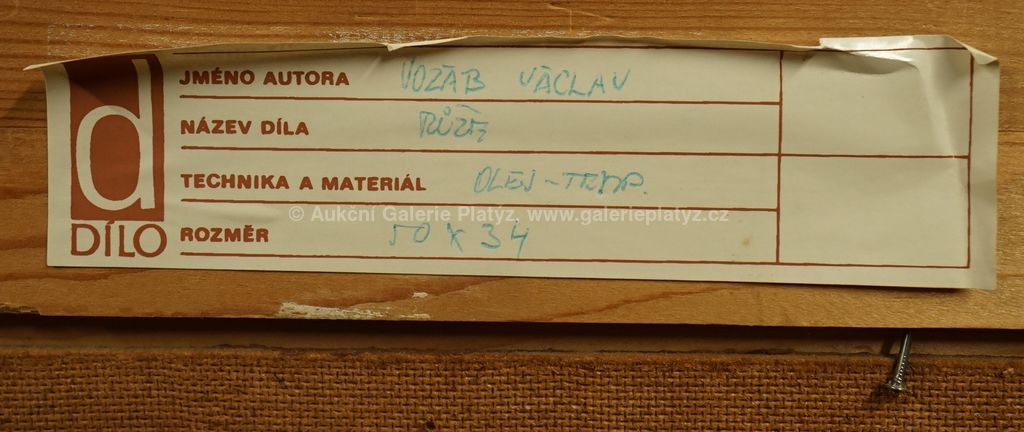 JMÉNO AUTORA VOZÁB VÁCLAV
NÁZEV DÍLA RŮŽE
TECHNIKA A MATERIÁL OLEJ-TEMP.
© Aukční Galerie Platýz, www.galerieplatyz.cz
ROZMĚR 50 x 34
d
DÍLO